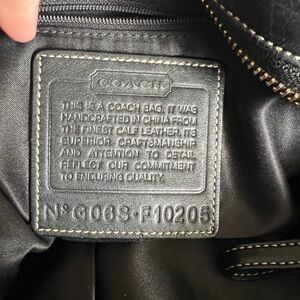 COACH
THIS IS A COACH BAG. IT WAS
HANDCRAFTED IN CHINA FROM
THE FINEST CALF LEATHER. ITS
SUPERIOR CRAFTSMANSHIP
AND ATTENTION TO DETAIL
REFLECT OUR COMMITMENT
TO ENDURING QUALITY.
Nº G06S-F10205